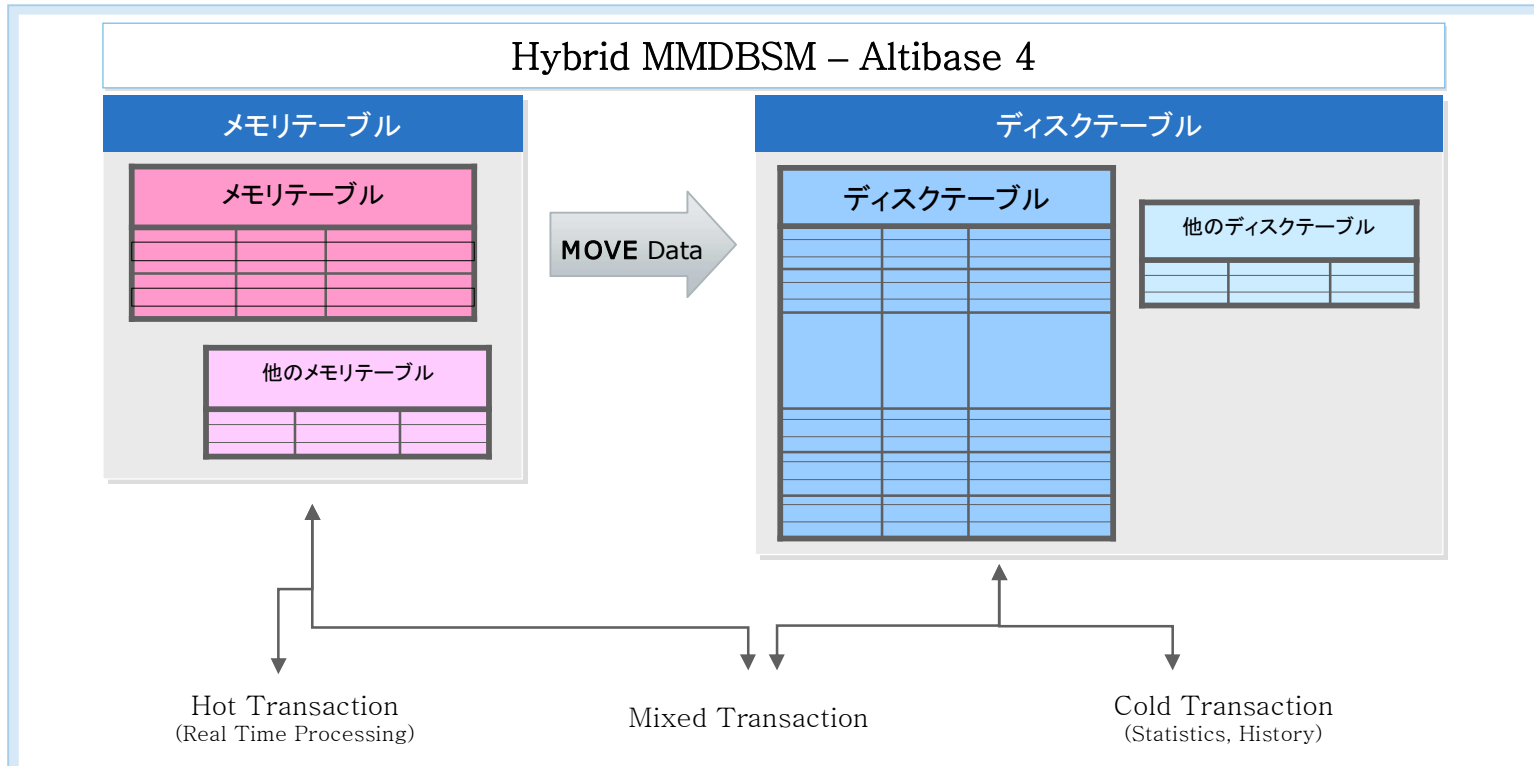 Hybrid MMDBSM – Altibase 4
メモリテーブル
メモリテーブル
他のメモリテーブル
MOVE Data
ディスクテーブル
ディスクテーブル
他のディスクテーブル
Hot Transaction
(Real Time Processing)
Mixed Transaction
Cold Transaction
(Statistics, History)